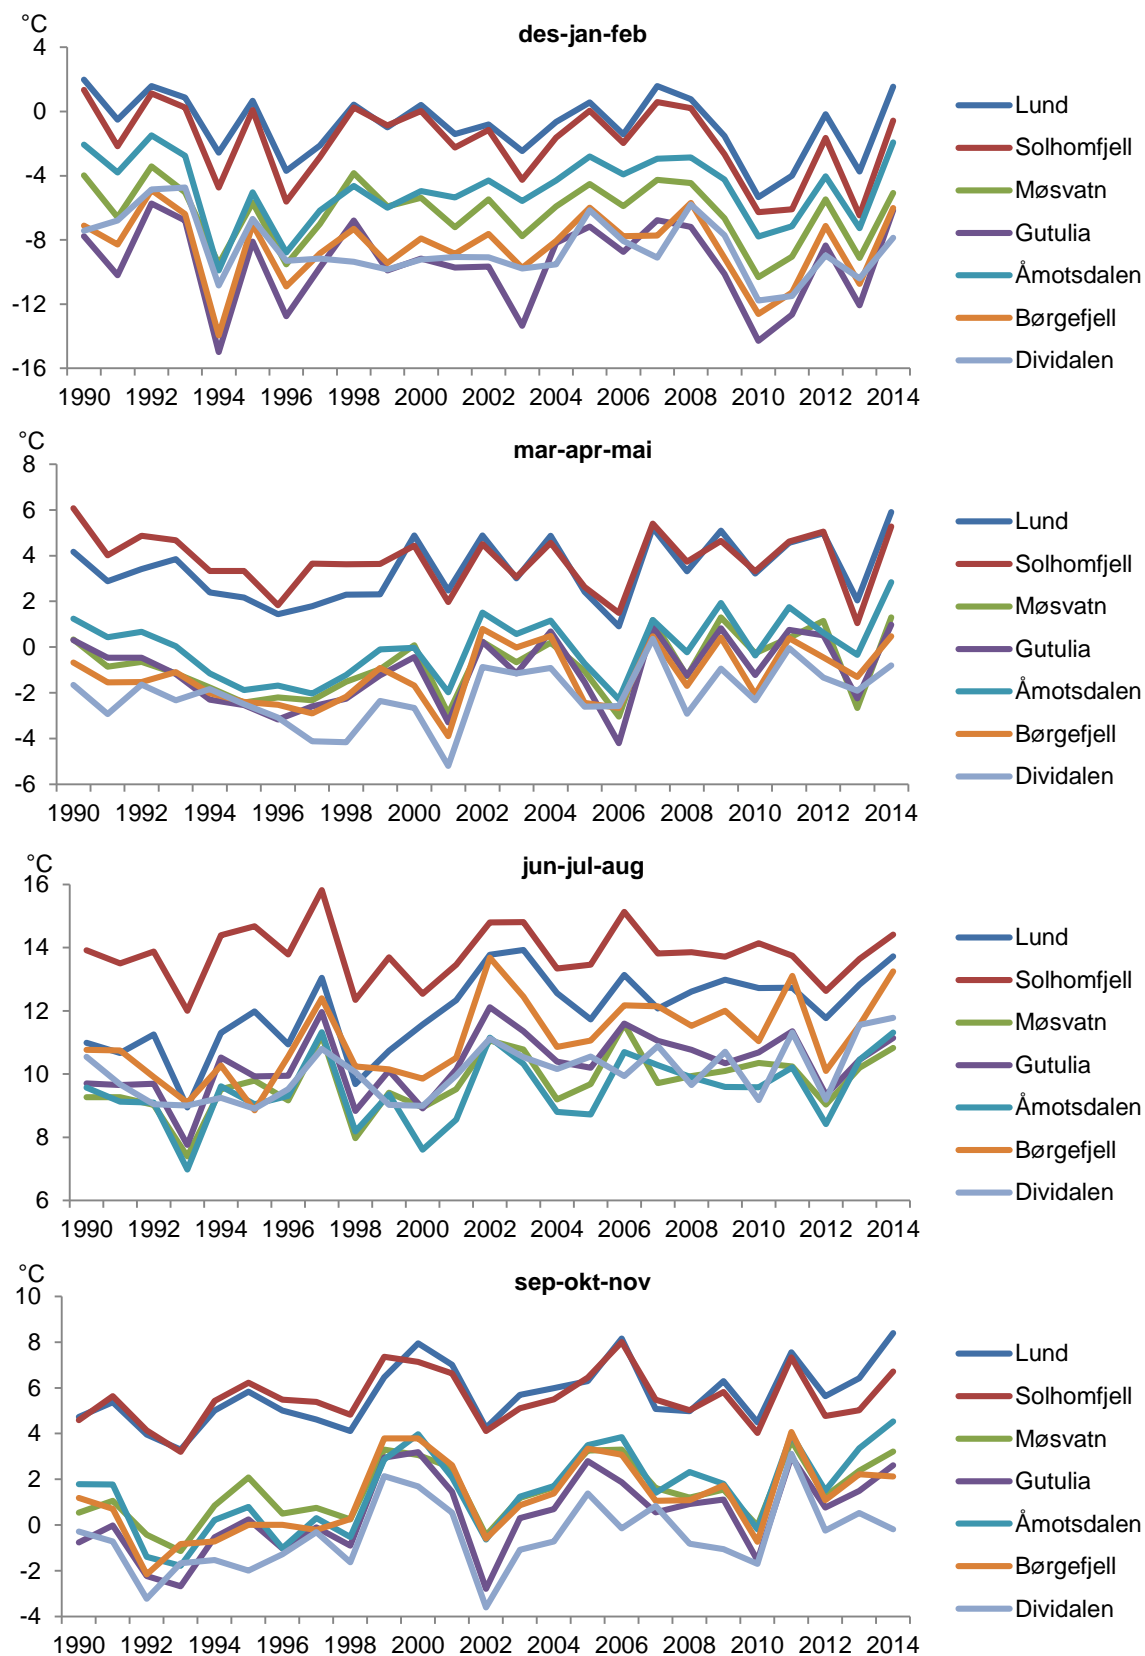 °C
des-jan-feb
4
0
-4
-8
-12
-16
1990 1992 1994 1996 1998 2000 2002 2004 2006 2008 2010 2012 2014
Lund
Solhomfjell
Møsvatn
Gutulia
Åmotsdalen
Børgefjell
Dividalen
°C
mar-apr-mai
8
6
4
2
0
-2
-4
-6
1990 1992 1994 1996 1998 2000 2002 2004 2006 2008 2010 2012 2014
Lund
Solhomfjell
Møsvatn
Gutulia
Åmotsdalen
Børgefjell
Dividalen
°C
jun-jul-aug
16
14
12
10
8
6
1990 1992 1994 1996 1998 2000 2002 2004 2006 2008 2010 2012 2014
Lund
Solhomfjell
Møsvatn
Gutulia
Åmotsdalen
Børgefjell
Dividalen
°C
sep-okt-nov
10
8
6
4
2
0
-2
-4
1990 1992 1994 1996 1998 2000 2002 2004 2006 2008 2010 2012 2014
Lund
Solhomfjell
Møsvatn
Gutulia
Åmotsdalen
Børgefjell
Dividalen